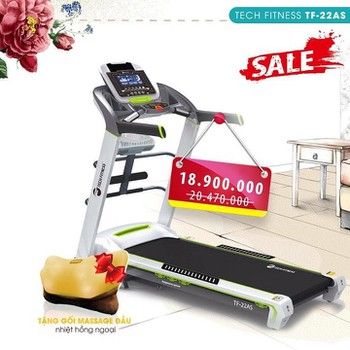 TECH FITNESS TF-22AS
SALE
18.900.000
20.470.000
TF-22AS
TẶNG GỐI MASSAGE ĐẦU
nhiệt hồng ngoại